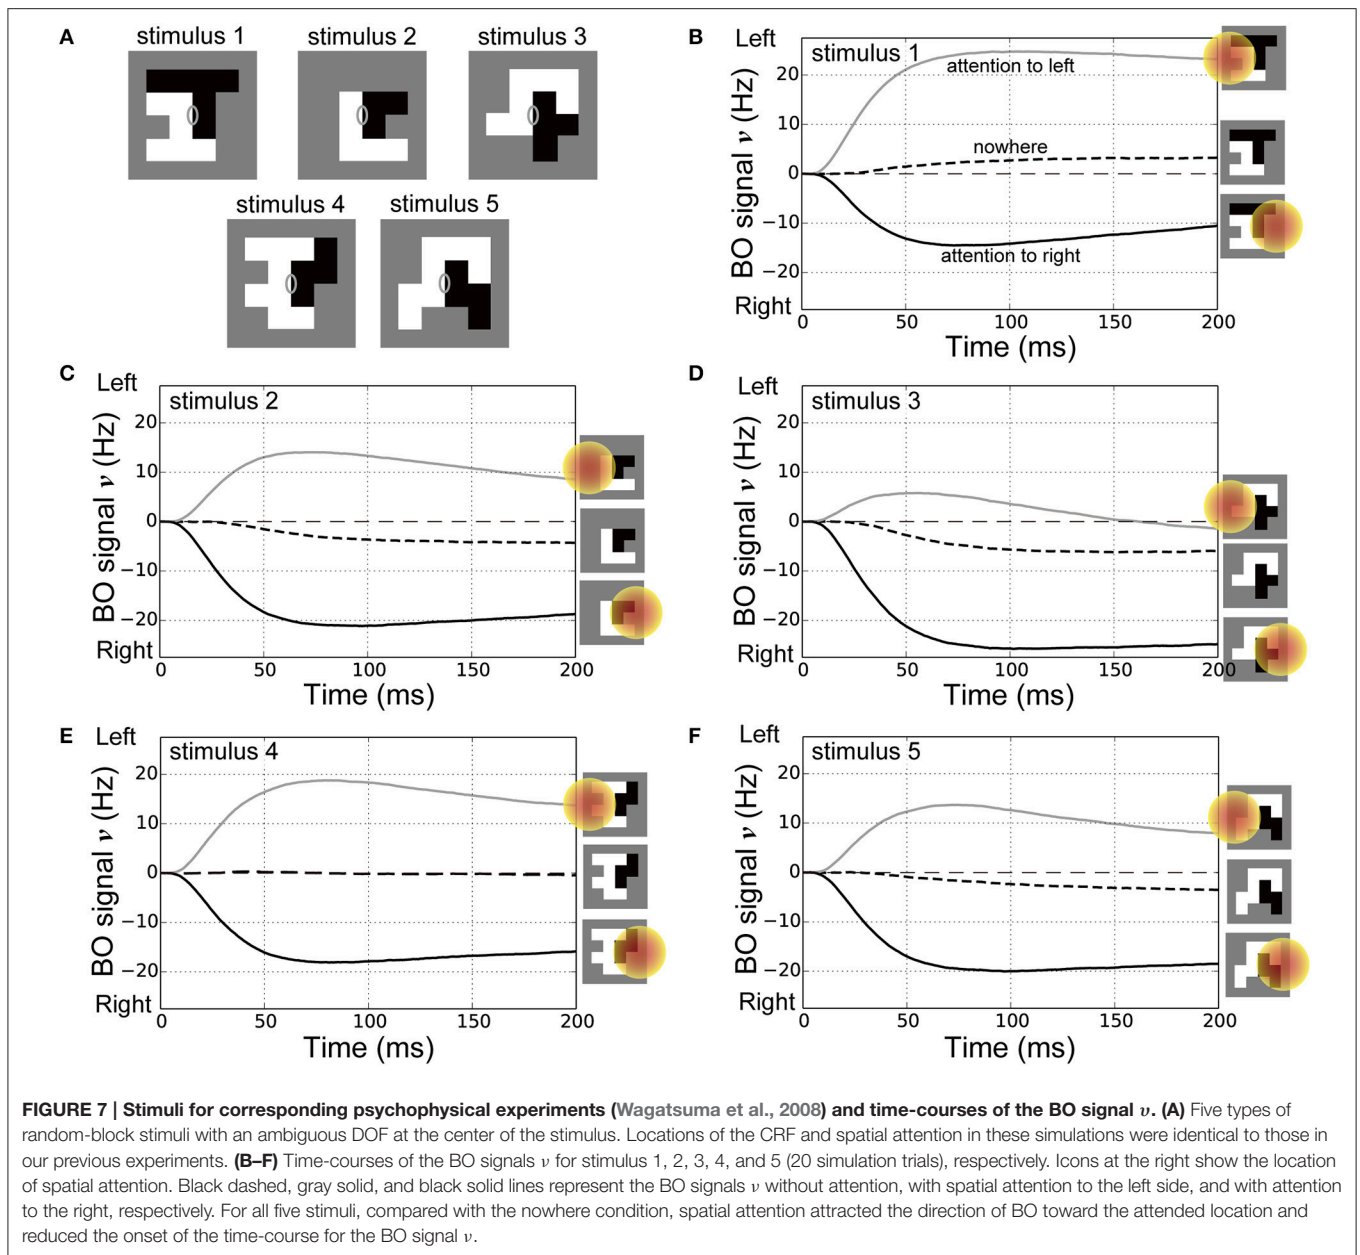 A
stimulus 1
stimulus 2
stimulus 3
stimulus 4
stimulus 5
B
Left
stimulus 1
attention to left
nowhere
attention to right
BO signal ν (Hz)
20
10
0
−10
−20
Right
0 50 100 150 200
Time (ms)
C
Left
stimulus 2
BO signal ν (Hz)
20
10
0
−10
−20
Right
0 50 100 150 200
Time (ms)
D
Left
stimulus 3
BO signal ν (Hz)
20
10
0
−10
−20
Right
0 50 100 150 200
Time (ms)
E
Left
stimulus 4
BO signal ν (Hz)
20
10
0
−10
−20
Right
0 50 100 150 200
Time (ms)
F
Left
stimulus 5
BO signal ν (Hz)
20
10
0
−10
−20
Right
0 50 100 150 200
Time (ms)
FIGURE 7 | Stimuli for corresponding psychophysical experiments (Wagatsuma et al., 2008) and time-courses of the BO signal υ. (A) Five types of
random-block stimuli with an ambiguous DOF at the center of the stimulus. Locations of the CRF and spatial attention in these simulations were identical to those in
our previous experiments. (B–F) Time-courses of the BO signals ν for stimulus 1, 2, 3, 4, and 5 (20 simulation trials), respectively. Icons at the right show the location
of spatial attention. Black dashed, gray solid, and black solid lines represent the BO signals ν without attention, with spatial attention to the left side, and with attention
to the right, respectively. For all five stimuli, compared with the nowhere condition, spatial attention attracted the direction of BO toward the attended location and
reduced the onset of the time-course for the BO signal ν.